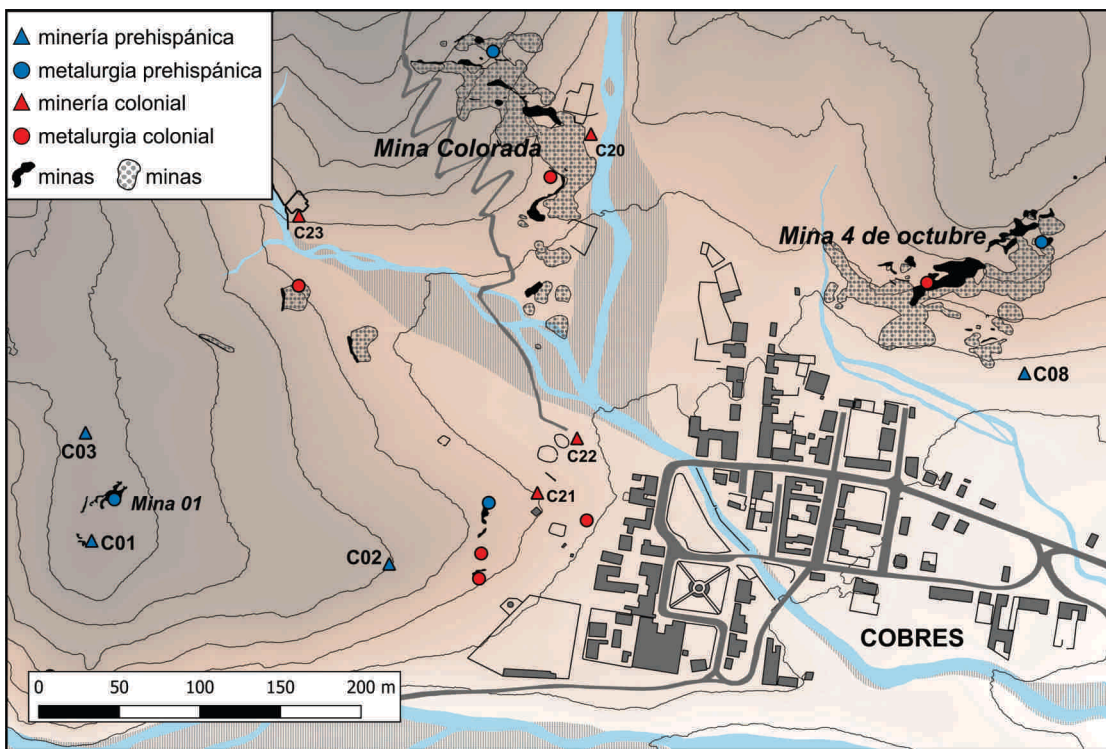 minería prehispánica
metalurgia prehispánica
minería colonial
metalurgia colonial
minas minas
Mina Colorada
C20
C23
Mina 4 de octubre
C08
C03
C22
Mina 01
C21
C01
C02
COBRES
0 50 100 150 200 m